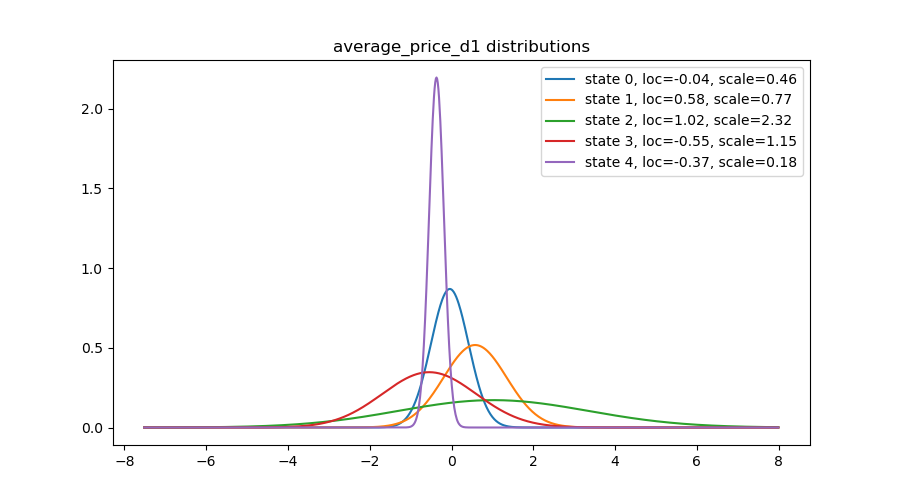 average_price_d1 distributions
state 0, loc=-0.04, scale=0.46
state 1, loc=0.58, scale=0.77
state 2, loc=1.02, scale=2.32
state 3, loc=-0.55, scale=1.15
state 4, loc=-0.37, scale=0.18
2.0
1.5
1.0
0.5
0.0
−8 −6 −4 −2 0 2 4 6 8